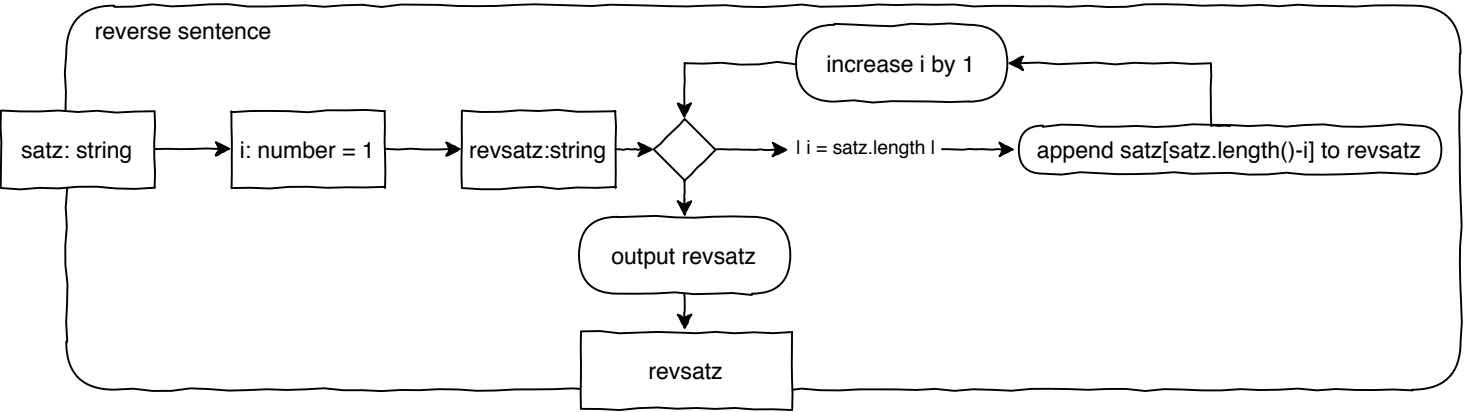 reverse sentence
increase i by 1
satz: string
i: number = 1
revsatz:string
| i = satz.length |
append satz[satz.length()-i] to revsatz
output revsatz
revsatz